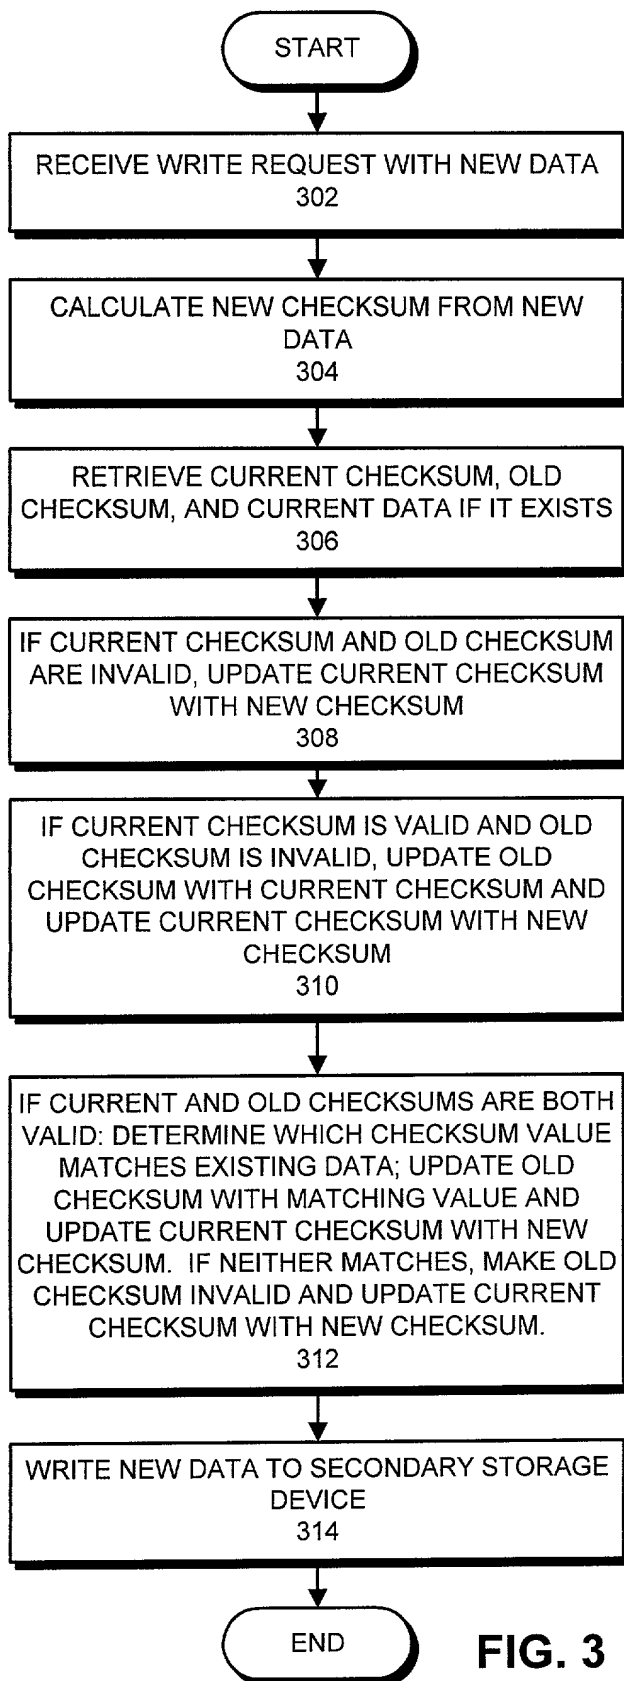 START
RECEIVE WRITE REQUEST WITH NEW DATA
302
CALCULATE NEW CHECKSUM FROM NEW
DATA
304
RETRIEVE CURRENT CHECKSUM, OLD
CHECKSUM, AND CURRENT DATA IF IT EXISTS
306
IF CURRENT CHECKSUM AND OLD CHECKSUM
ARE INVALID, UPDATE CURRENT CHECKSUM
WITH NEW CHECKSUM
308
IF CURRENT CHECKSUM IS VALID AND OLD
CHECKSUM IS INVALID, UPDATE OLD
CHECKSUM WITH CURRENT CHECKSUM AND
UPDATE CURRENT CHECKSUM WITH NEW
CHECKSUM
310
IF CURRENT AND OLD CHECKSUMS ARE BOTH
VALID: DETERMINE WHICH CHECKSUM VALUE
MATCHES EXISTING DATA; UPDATE OLD
CHECKSUM WITH MATCHING VALUE AND
UPDATE CURRENT CHECKSUM WITH NEW
CHECKSUM. IF NEITHER MATCHES, MAKE OLD
CHECKSUM INVALID AND UPDATE CURRENT
CHECKSUM WITH NEW CHECKSUM.
312
WRITE NEW DATA TO SECONDARY STORAGE
DEVICE
314
END
FIG. 3